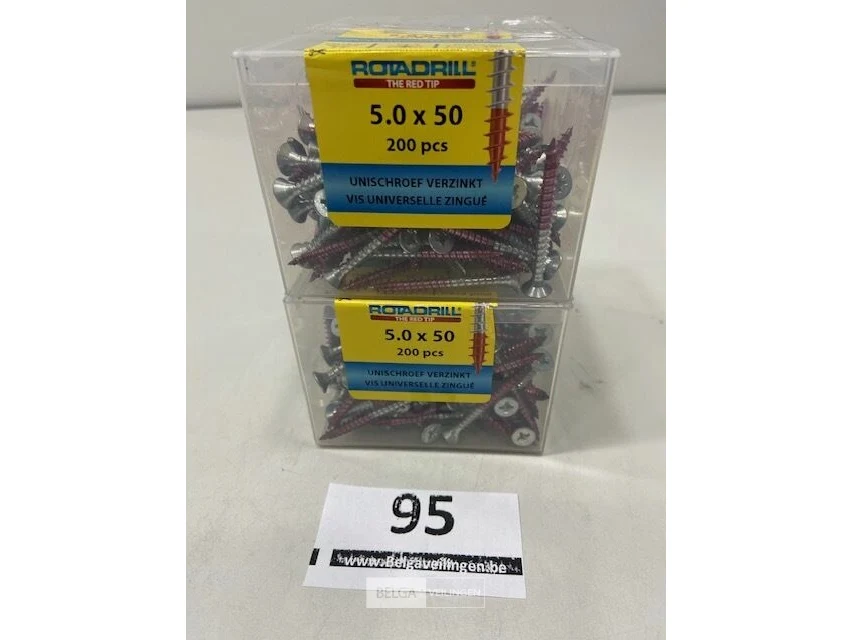 ROTADRILL®
THE RED TIP
5.0 x 50
200 pcs
UNISCHROEF VERZINKT
VIS UNIVERSELLE ZINGUÉ
ROTADRILL®
THE RED TIP
5.0 x 50
200 pcs
UNISCHROEF VERZINKT
VIS UNIVERSELLE ZINGUÉ
95
www.Belgaveilingen.be
BELGA